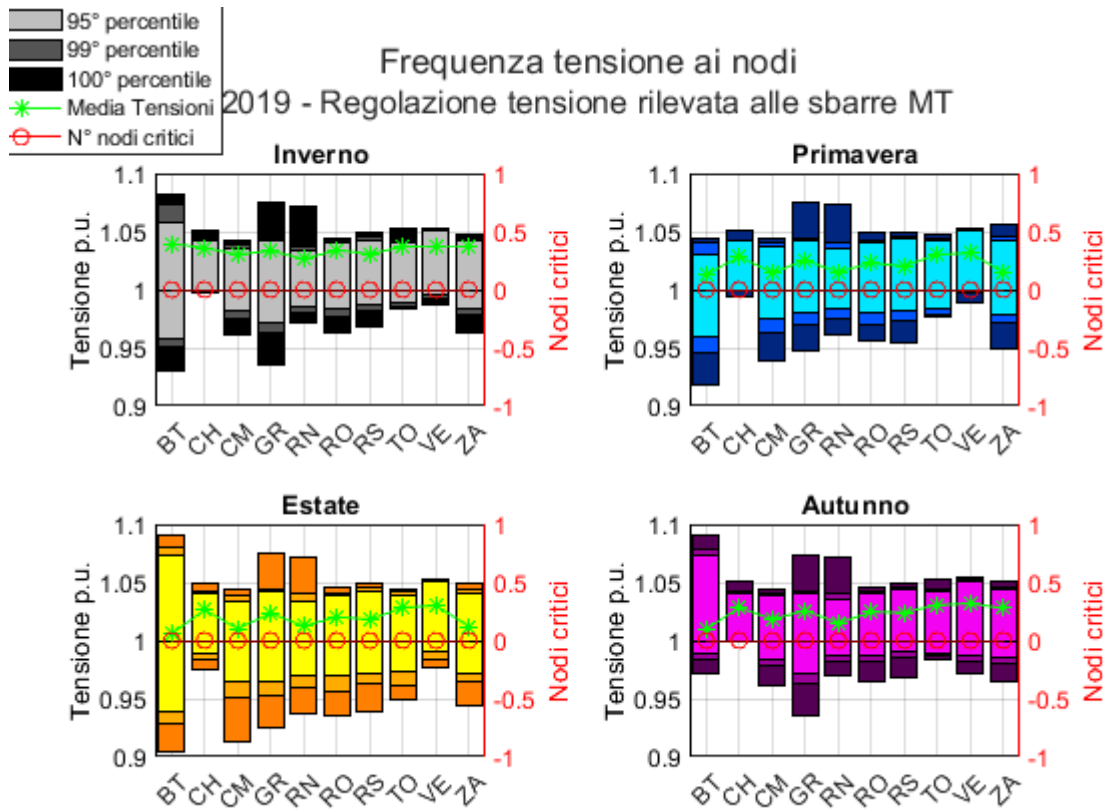 95° percentile
99° percentile
100° percentile
Media Tensioni
N° nodi critici
Frequenza tensione ai nodi
2019 - Regolazione tensione rilevata alle sbarre MT
Inverno
Tensione p.u.
1.1
1.05
1
0.95
0.9
BT CH CM GR RN RO RS TO VE ZA
1
0.5
0
-0.5
-1
Nodi critici
Primavera
Tensione p.u.
1.1
1.05
1
0.95
0.9
BT CH CM GR RN RO RS TO VE ZA
1
0.5
0
-0.5
-1
Nodi critici
Estate
Tensione p.u.
1.1
1.05
1
0.95
0.9
BT CH CM GR RN RO RS TO VE ZA
1
0.5
0
-0.5
-1
Nodi critici
Autunno
Tensione p.u.
1.1
1.05
1
0.95
0.9
BT CH CM GR RN RO RS TO VE ZA
1
0.5
0
-0.5
-1
Nodi critici